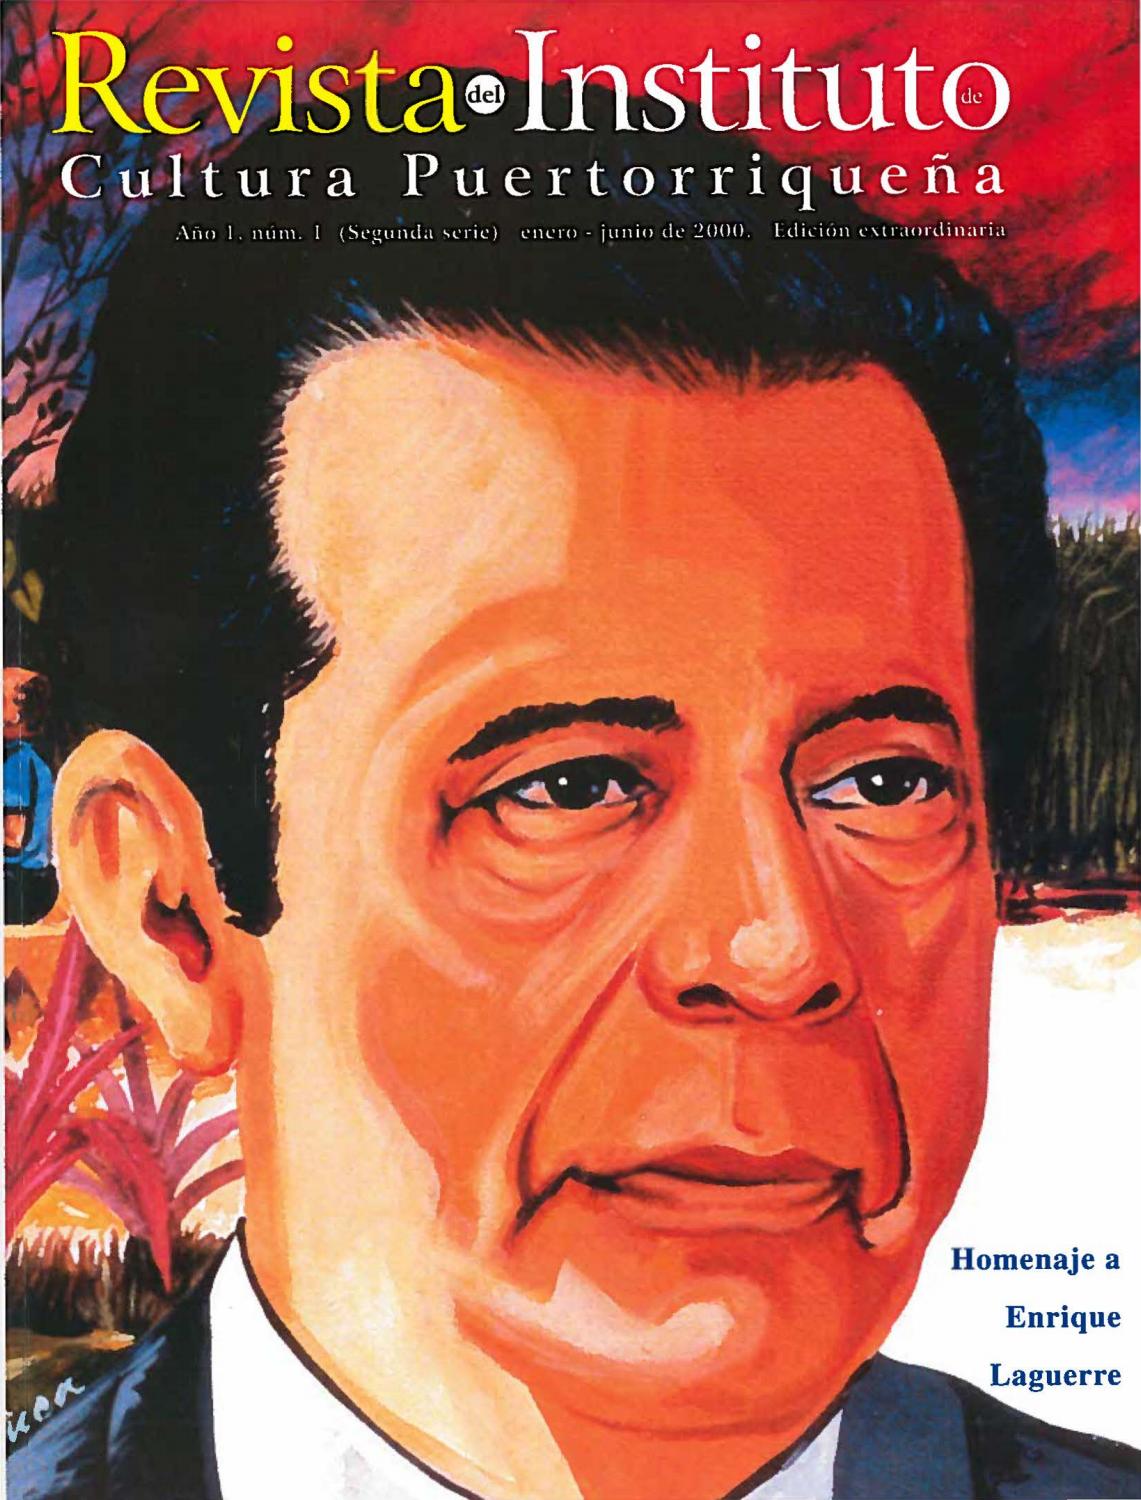 Revista del Instituto de
Cultura Puertorriqueña
Año 1, núm. 1 (Segunda serie) enero - junio de 2000. Edición extraordinaria
Homenaje a
Enrique
Laguerre